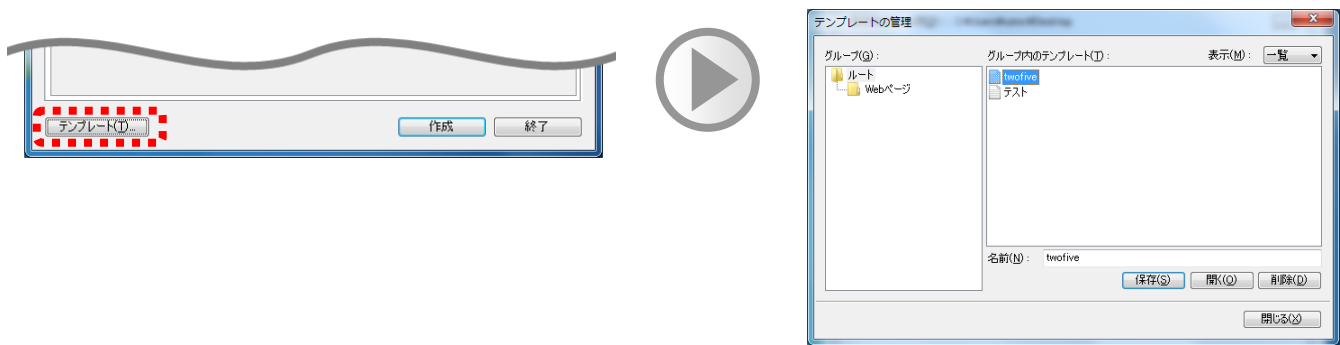 テンプレート(T)...
作成
終了
テンプレートの管理
グループ(G) :
グループ内のテンプレート(T) :
表示(M) :
一覧
ルート
Webページ
twofive
テスト
名前(N) :
twofive
保存(S)
開く(O)
削除(D)
閉じる(X)